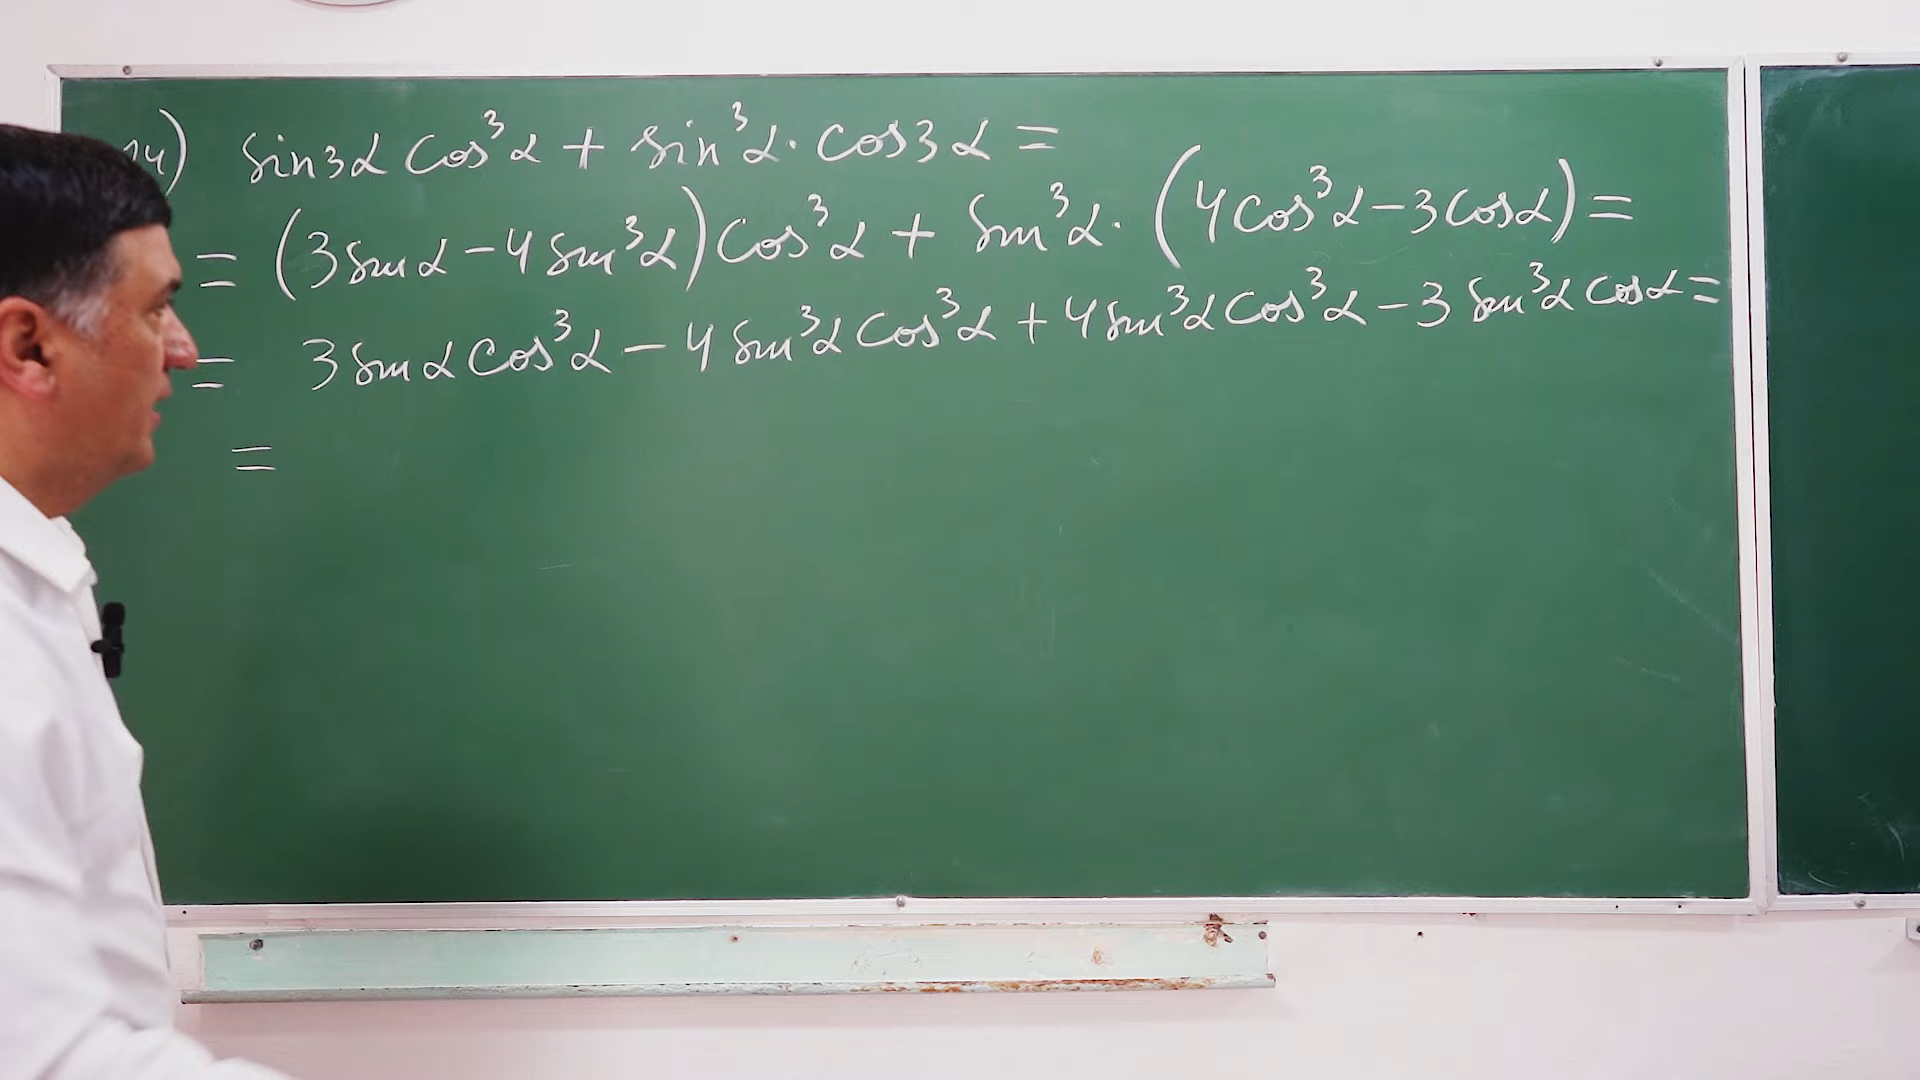 14) sin3α cos³α + sin³α · cos3α =
= (3sinα − 4sin³α)cos³α + sin³α · (4cos³α − 3cosα) =
= 3sinα cos³α − 4sin³α cos³α + 4sin³α cos³α − 3sin³α cosα =
=